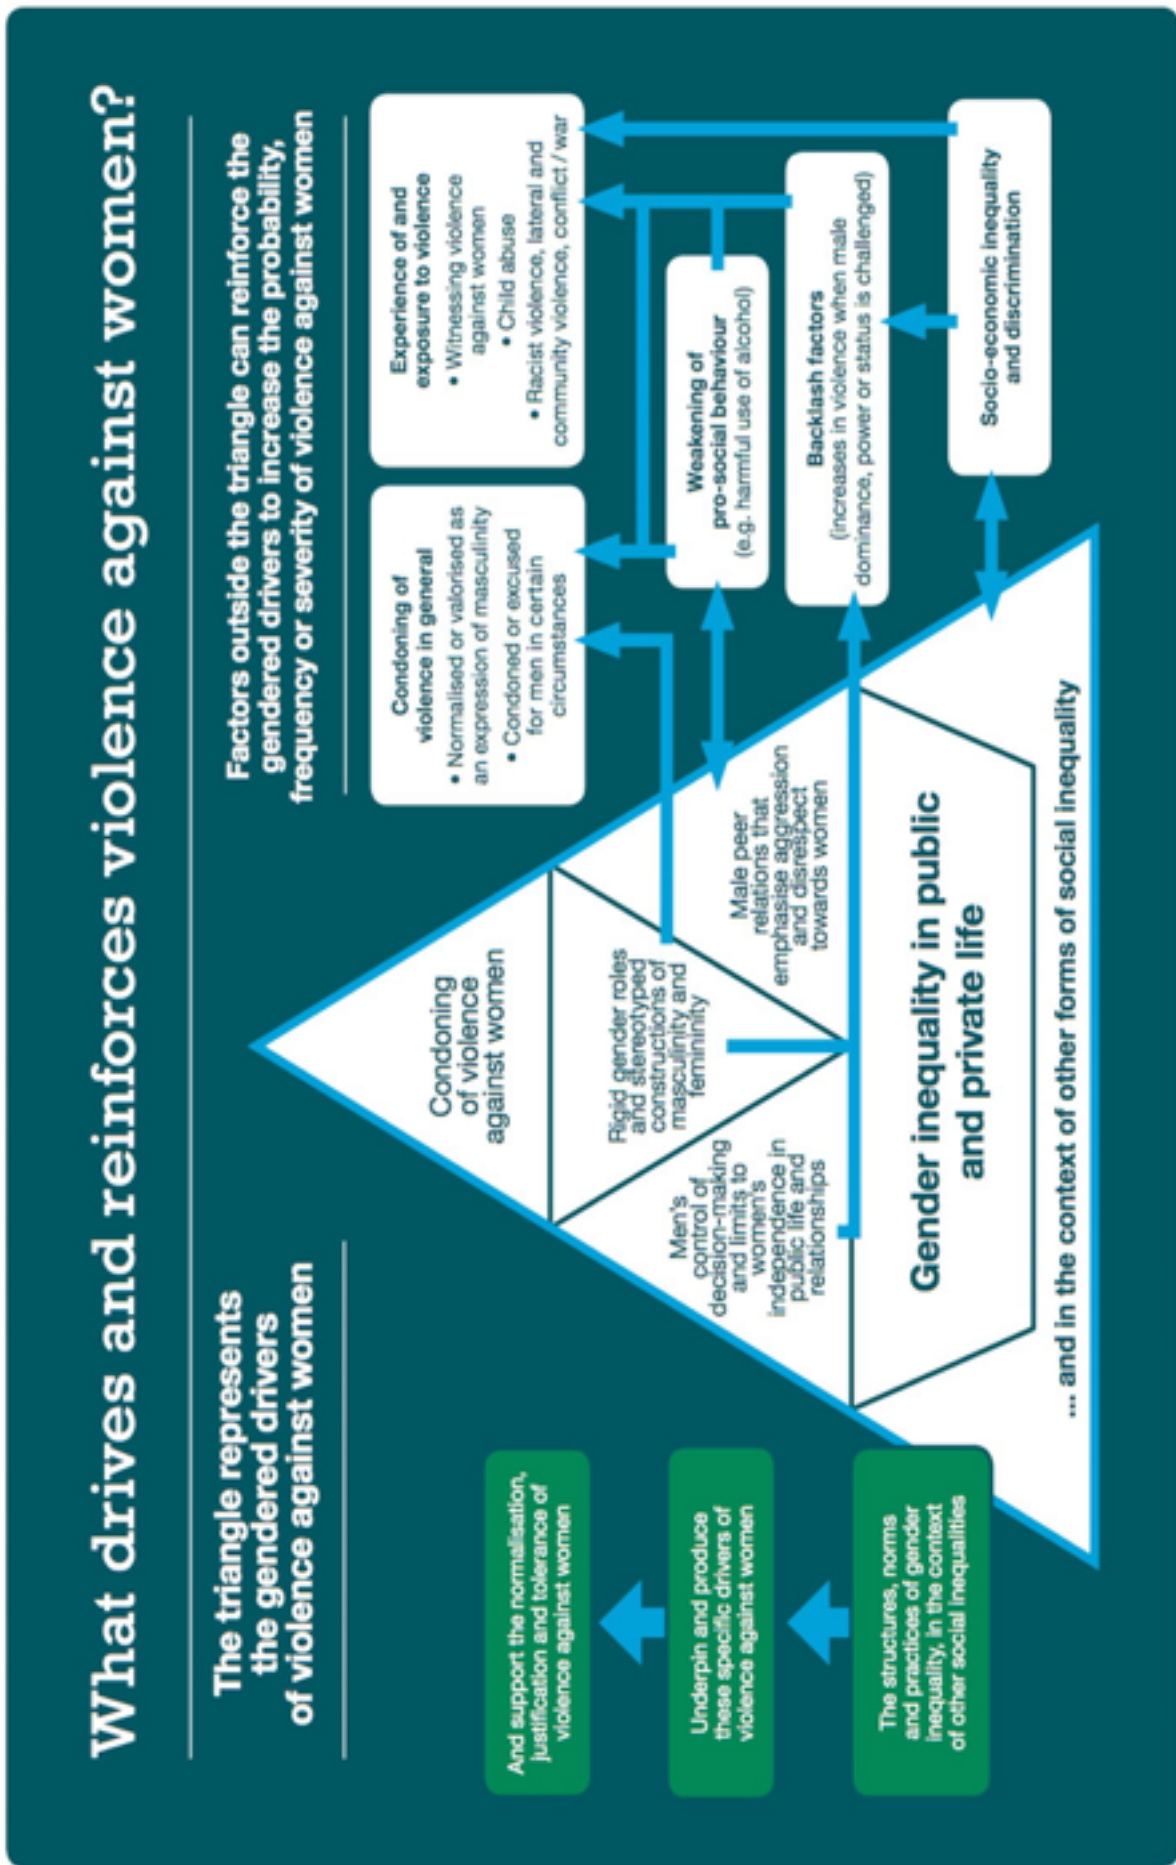 What drives and reinforces violence against women?
The triangle represents
the gendered drivers
of violence against women
Factors outside the triangle can reinforce the
gendered drivers to increase the probability,
frequency or severity of violence against women
And support the normalisation,
justification and tolerance of
violence against women
Underpin and produce
these specific drivers of
violence against women
The structures, norms
and practices of gender
inequality, in the context
of other social inequalities
Condoning
of violence
against women
Rigid gender roles
and stereotyped
constructions of
masculinity and
femininity
Men's
control of
decision-making
and limits to
women's
independence in
public life and
relationships
Male peer
relations that
emphasise aggression
and disrespect
towards women
Gender inequality in public
and private life
... and in the context of other forms of social inequality
Condoning of
violence in general
• Normalised or valorised as
an expression of masculinity
• Condoned or excused
for men in certain
circumstances
Experience of and
exposure to violence
• Witnessing violence
against women
• Child abuse
• Racist violence, lateral and
community violence, conflict / war
Weakening of
pro-social behaviour
(e.g. harmful use of alcohol)
Backlash factors
(increases in violence when male
dominance, power or status is challenged)
Socio-economic inequality
and discrimination